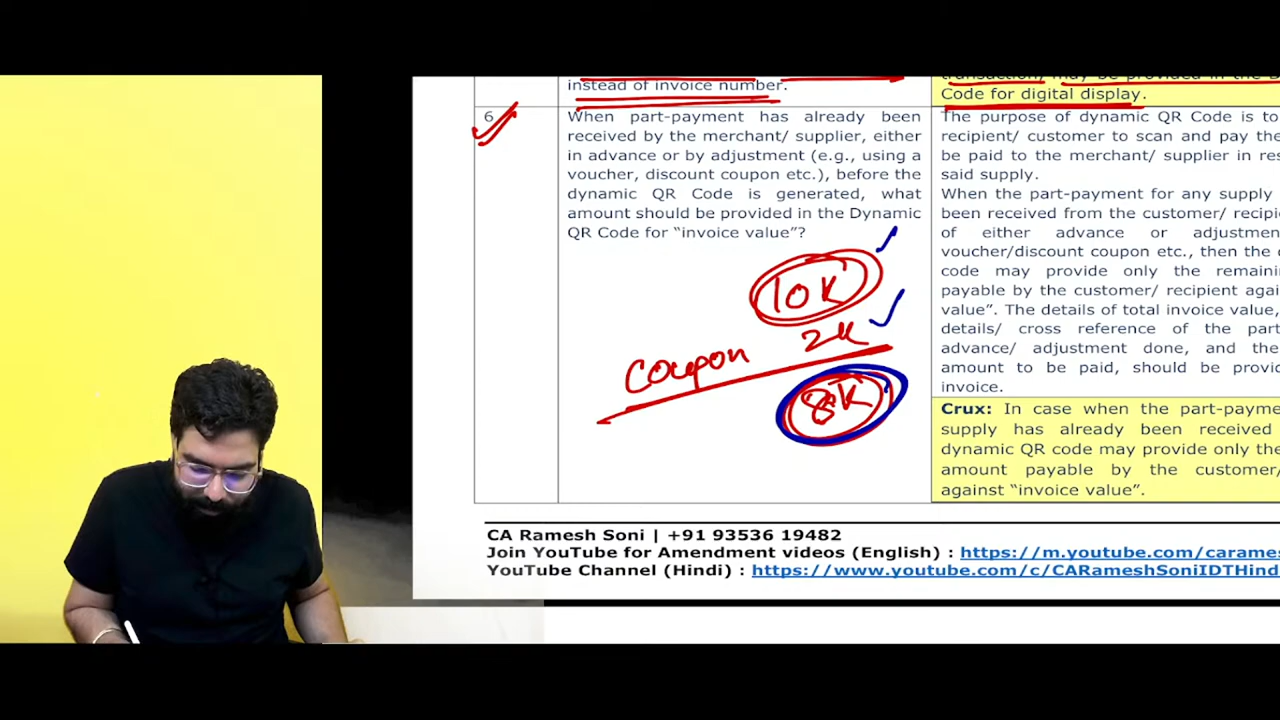 instead of invoice number.
transaction, may be provided in the
Code for digital display.
6
When part-payment has already been
received by the merchant/ supplier, either
in advance or by adjustment (e.g., using a
voucher, discount coupon etc.), before the
dynamic QR Code is generated, what
amount should be provided in the Dynamic
QR Code for “invoice value”?
10K
2K
coupon
8K
The purpose of dynamic QR Code is to
recipient/ customer to scan and pay the
be paid to the merchant/ supplier in res
said supply.
When the part-payment for any supply
been received from the customer/ recipi
of either advance or adjustmen
voucher/discount coupon etc., then the
code may provide only the remain
payable by the customer/ recipient agai
value”. The details of total invoice value,
details/ cross reference of the part
advance/ adjustment done, and the
amount to be paid, should be provid
invoice.
Crux: In case when the part-payme
supply has already been received
dynamic QR code may provide only the
amount payable by the customer/
against “invoice value”.
CA Ramesh Soni | +91 93536 19482
Join YouTube for Amendment videos (English) : https://m.youtube.com/carames
YouTube Channel (Hindi) : https://www.youtube.com/c/CARameshSoniIDTHind